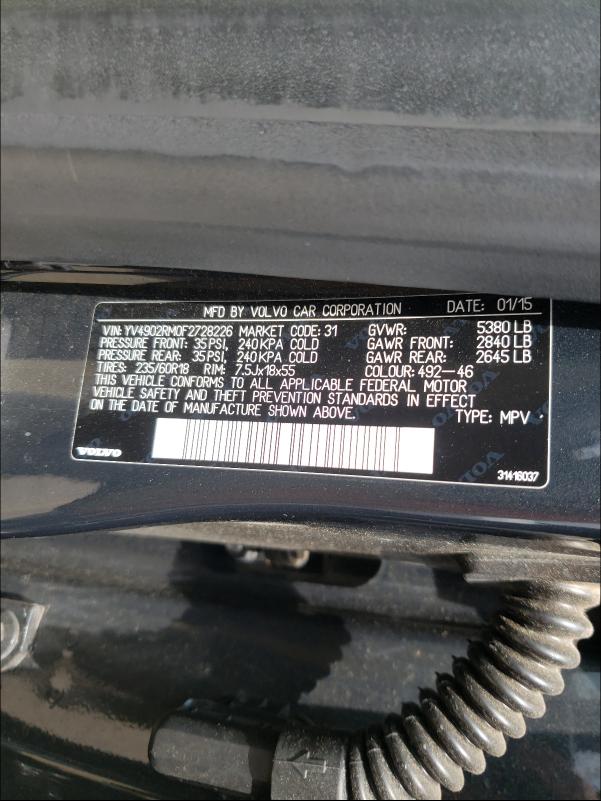 MFD BY VOLVO CAR CORPORATION DATE: 01/15
VIN: YV4902RM0F2728226 MARKET CODE: 31 GVWR: 5380 LB
PRESSURE FRONT: 35 PSI, 240 KPA COLD GAWR FRONT: 2840 LB
PRESSURE REAR: 35 PSI, 240 KPA COLD GAWR REAR: 2645 LB
TIRES: 235/60R18 RIM: 7.5Jx18x55 COLOUR: 492-46
THIS VEHICLE CONFORMS TO ALL APPLICABLE FEDERAL MOTOR
VEHICLE SAFETY AND THEFT PREVENTION STANDARDS IN EFFECT
ON THE DATE OF MANUFACTURE SHOWN ABOVE. TYPE: MPV
VOLVO 31416037